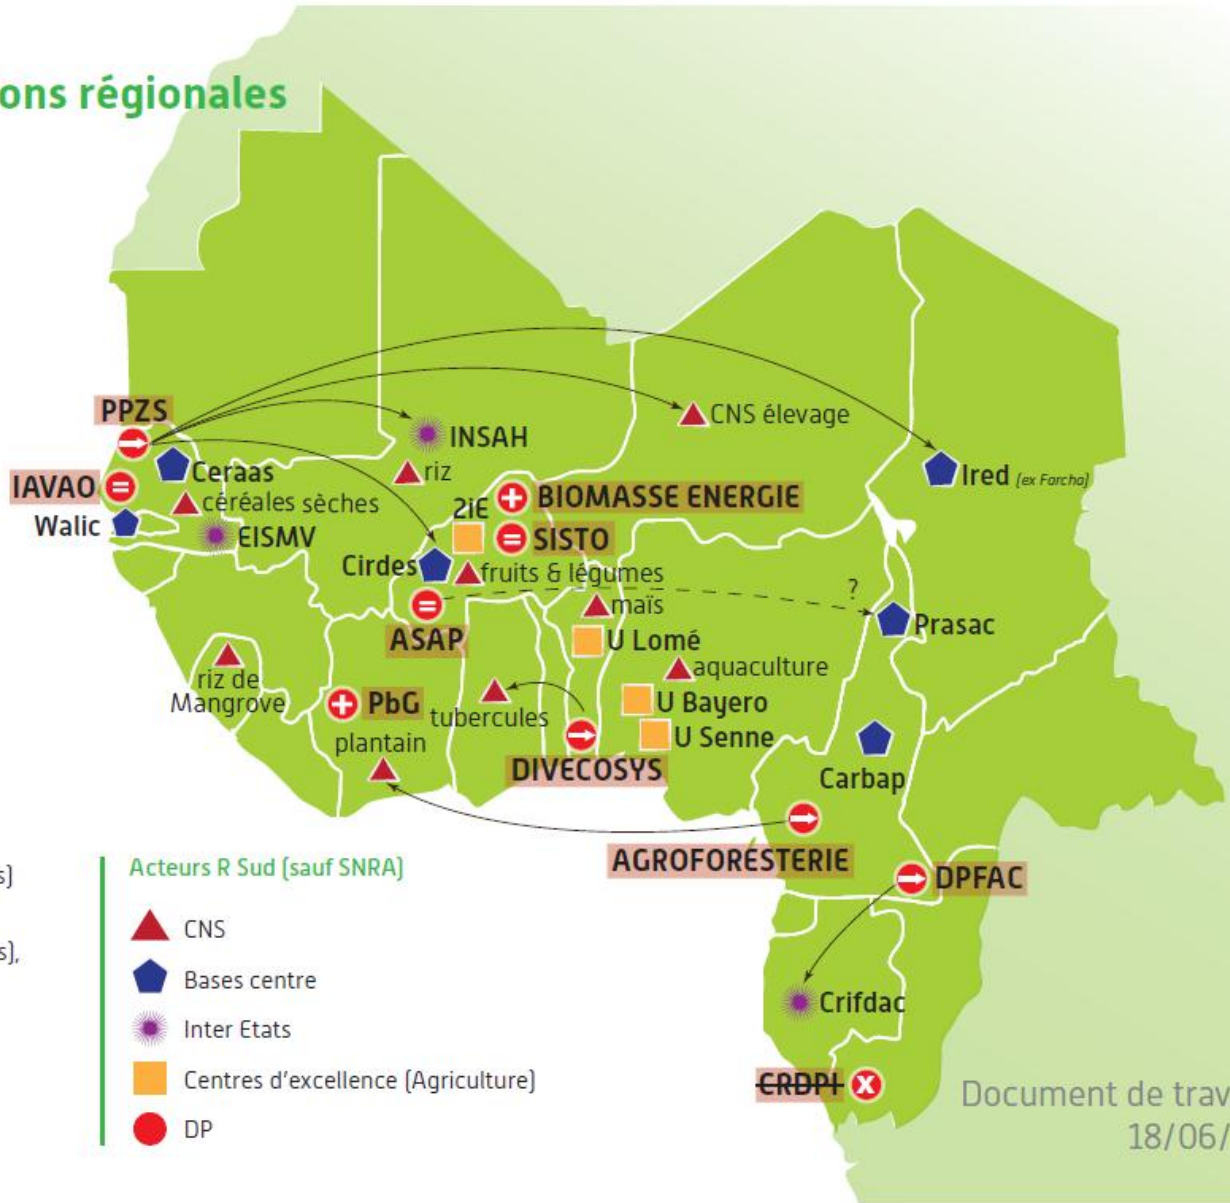 ons régionales
PPZS
CNS élevage
INSAH
Ceraas
riz
Ired (ex Farcha)
IAVAO
céréales sèches
2iE
BIOMASSE ENERGIE
Walic
EISMV
SISTO
Cirdes
fruits & légumes
?
maïs
ASAP
U Lomé
Prasac
riz de
Mangrove
aquaculture
PbG
tubercules
U Bayero
plantain
U Senne
DIVECOSYS
Carbap
AGROFORESTERIE
DPFAC
Crifdac
CRDPI
s)
s),
Acteurs R Sud (sauf SNRA)
CNS
Bases centre
Inter Etats
Centres d'excellence (Agriculture)
DP
Document de trav
18/06/